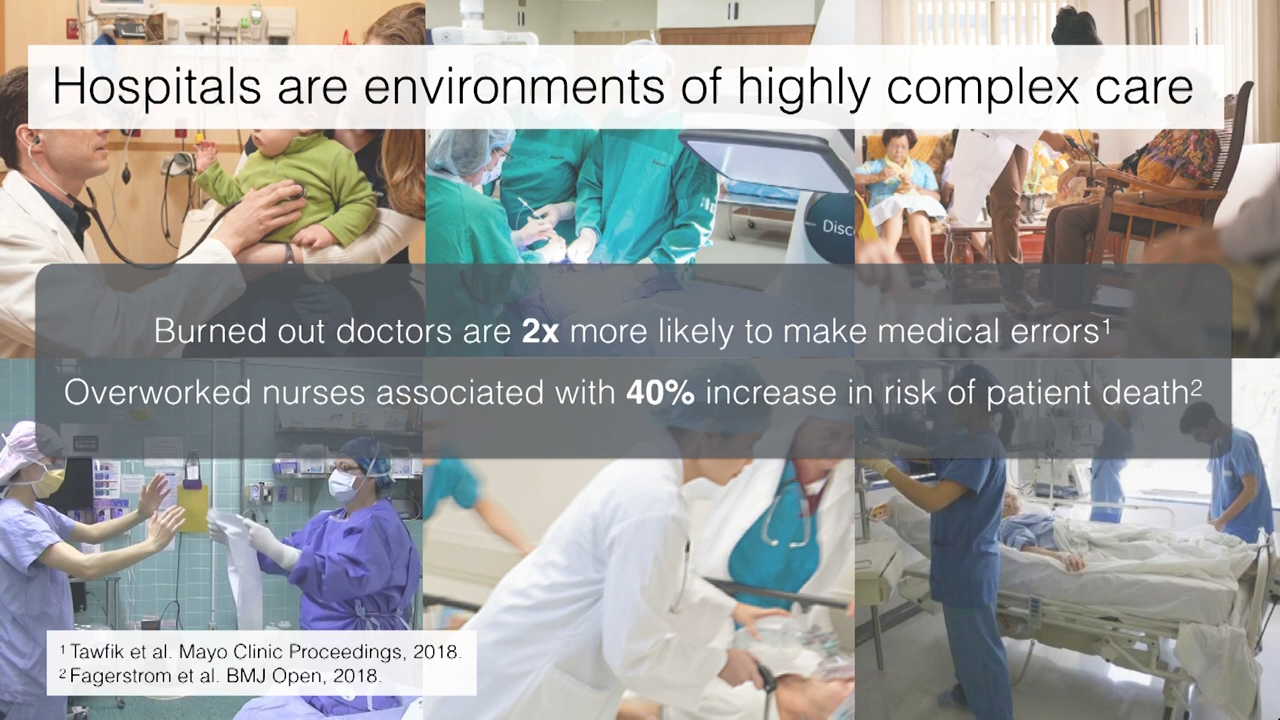 Hospitals are environments of highly complex care
Disc
Burned out doctors are 2x more likely to make medical errors¹
Overworked nurses associated with 40% increase in risk of patient death²
¹ Tawfik et al. Mayo Clinic Proceedings, 2018.
² Fagerstrom et al. BMJ Open, 2018.